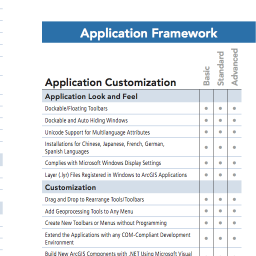 Application Framework
Basic
Standard
Advanced
Application Customization
Application Look and Feel
Dockable/Floating Toolbars
Dockable and Auto Hiding Windows
Unicode Support for Multilanguage Attributes
Installations for Chinese, Japanese, French, German,
Spanish Languages
Complies with Microsoft Windows Display Settings
Layer (.lyr) Files Registered in Windows to ArcGIS Applications
Customization
Drag and Drop to Rearrange Tools/Toolbars
Add Geoprocessing Tools to Any Menu
Create New Toolbars or Menus without Programming
Extend the Applications with any COM-Compliant Development
Environment
Build New ArcGIS Components with .NET Using Microsoft Visual